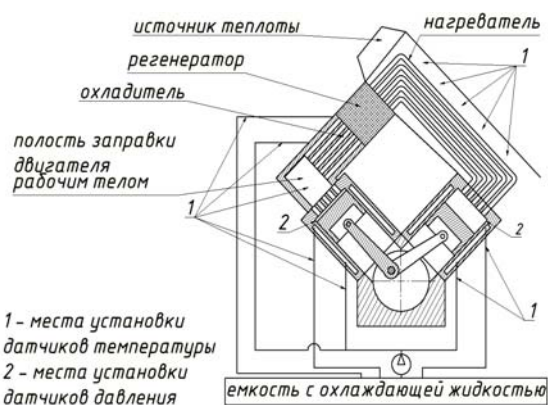 источник теплоты
нагреватель
регенератор
1
охладитель
полость заправки
двигателя
рабочим телом
1
2
2
1
1 - места установки
датчиков температуры
2 - места установки
датчиков давления
емкость с охлаждающей жидкостью